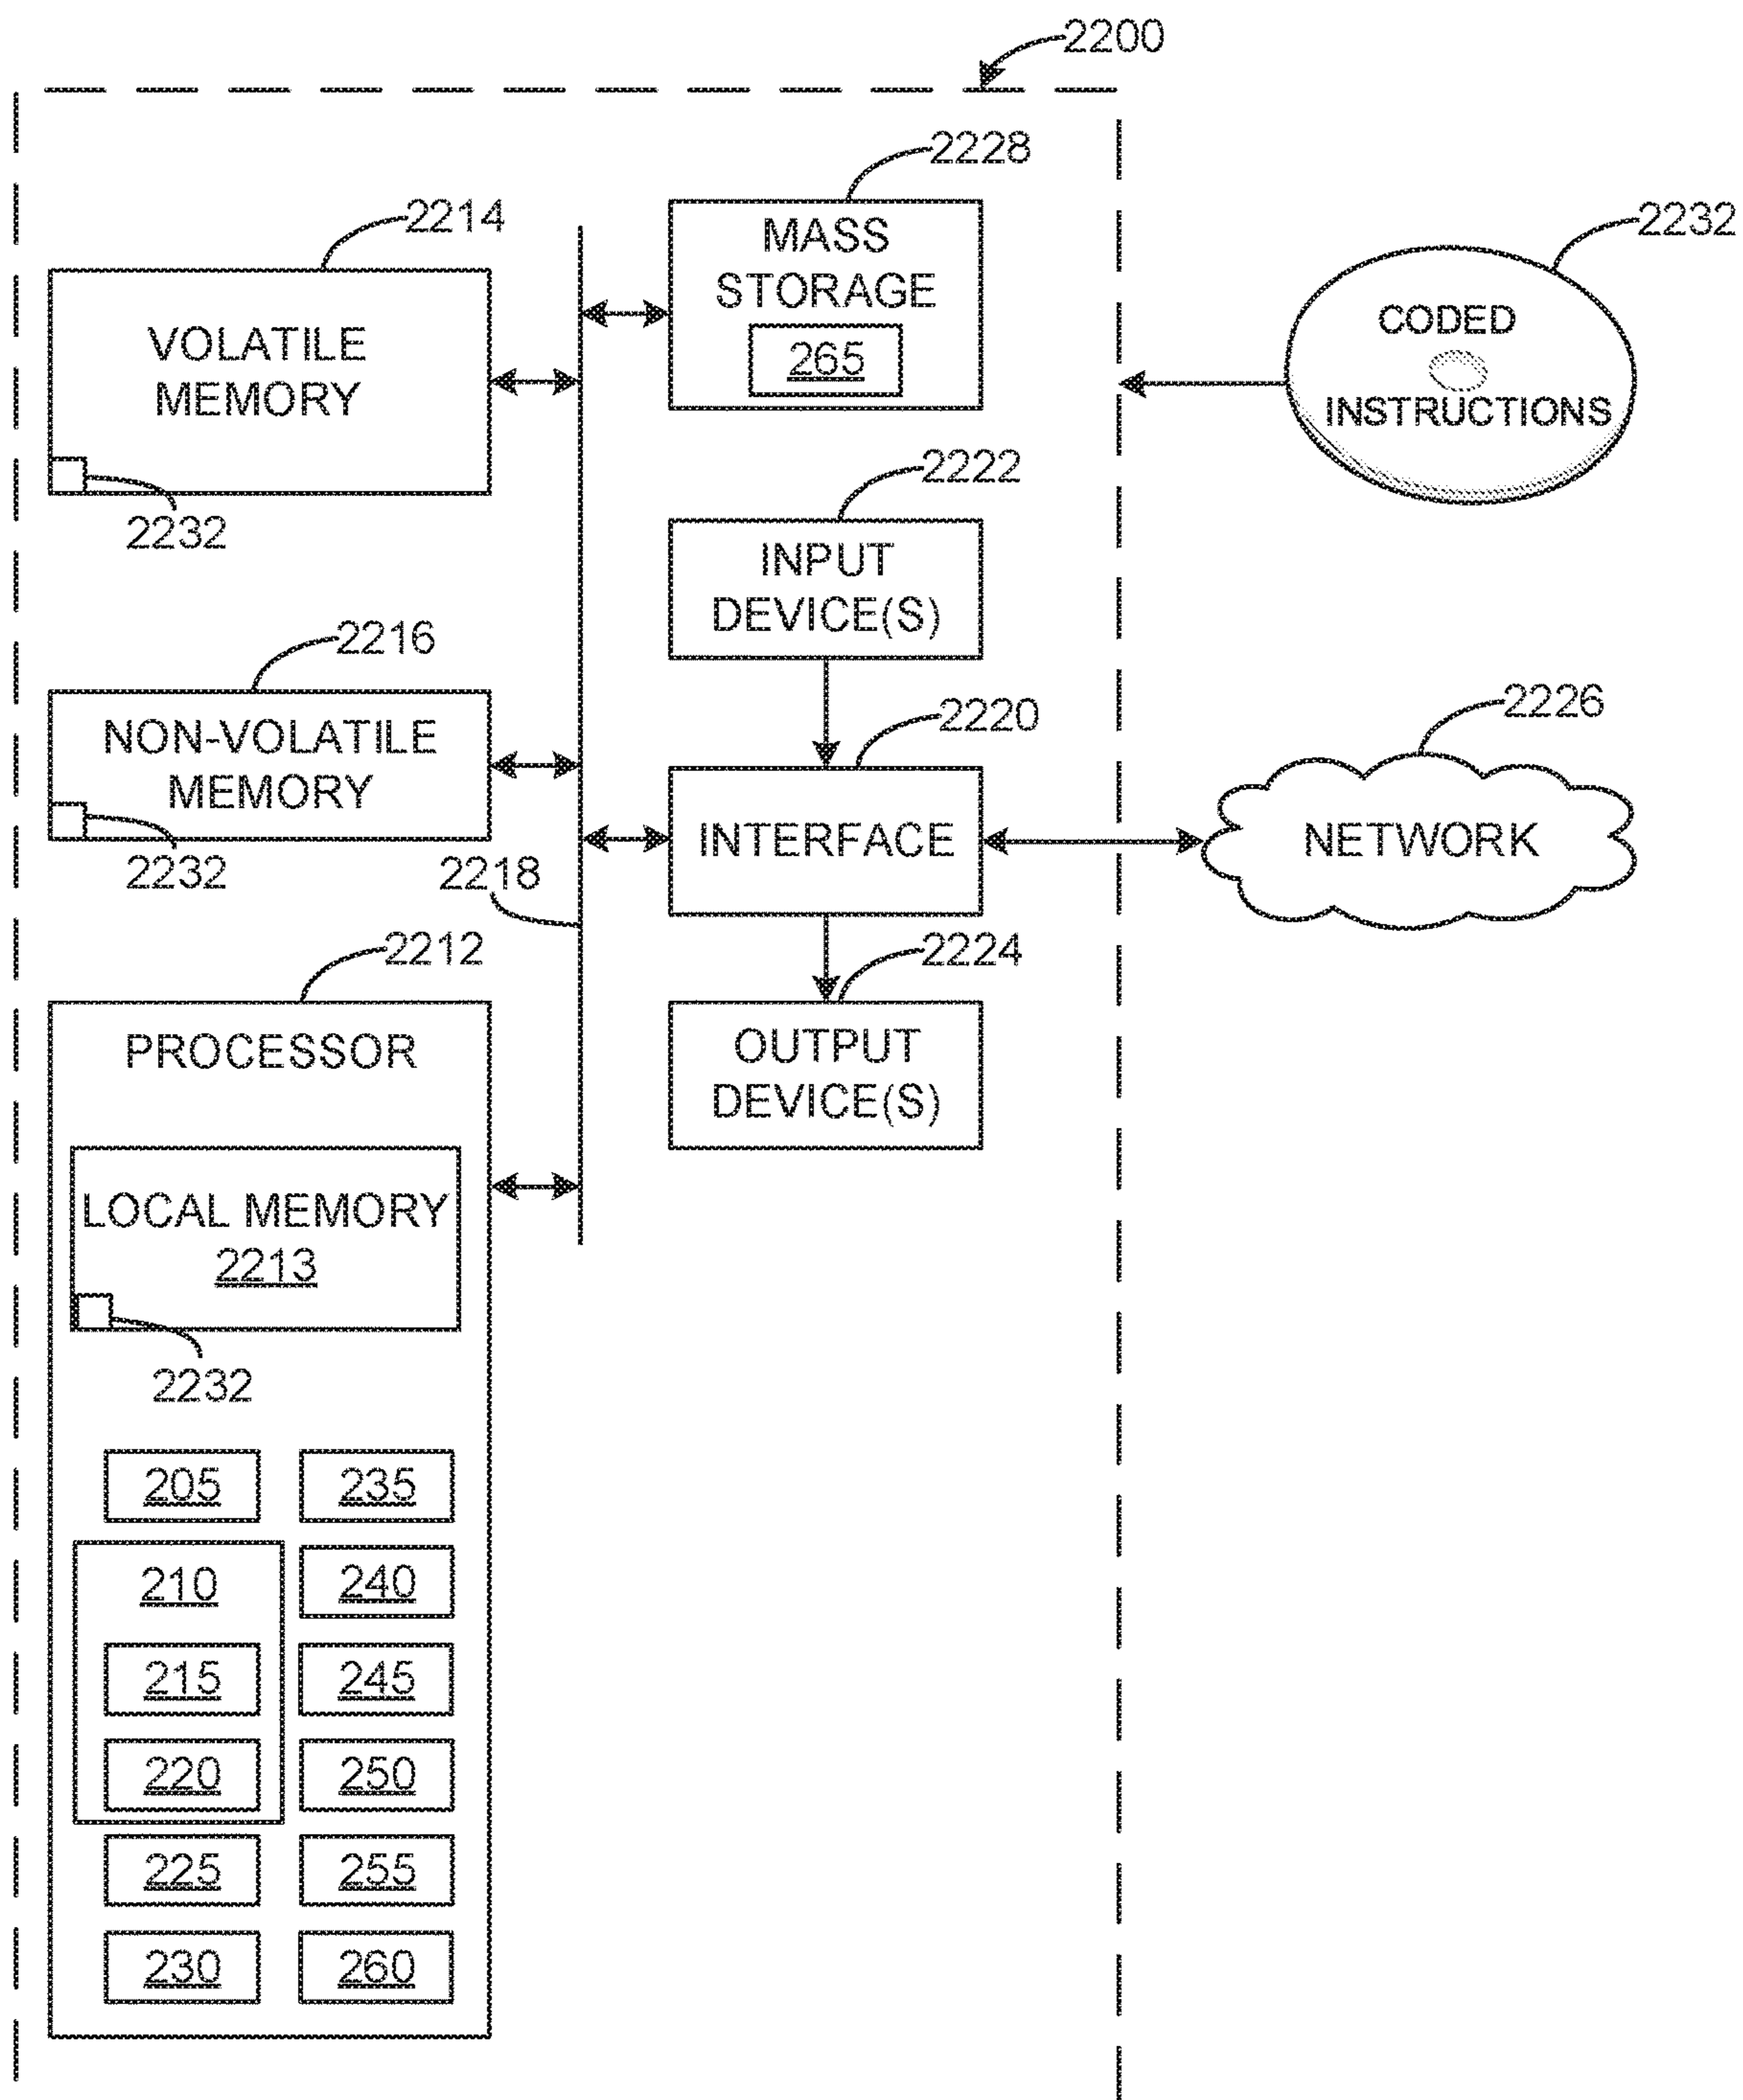 2200
2228
2214
MASS
STORAGE
265
2232
CODED
INSTRUCTIONS
VOLATILE
MEMORY
2232
2222
INPUT
DEVICE(S)
2216
NON-VOLATILE
MEMORY
2232
2220
INTERFACE
2226
NETWORK
2218
2212
2224
OUTPUT
DEVICE(S)
PROCESSOR
LOCAL MEMORY
2213
2232
205
235
210
240
215
245
220
250
225
255
230
260